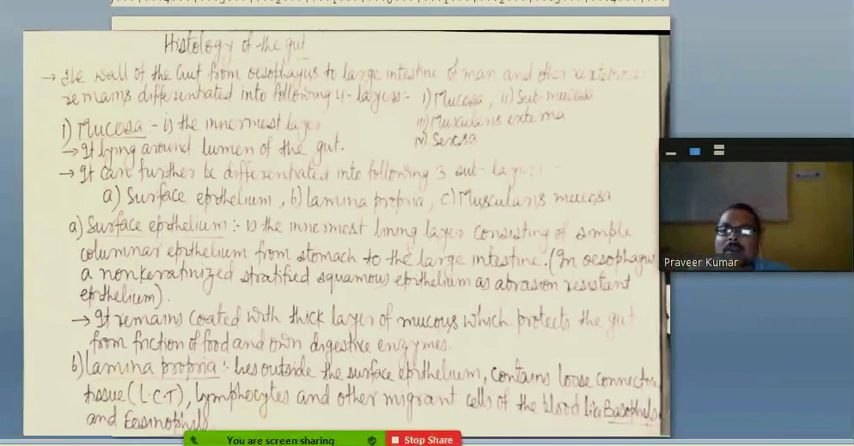 Histology of the gut
→ The wall of the Gut from oesophagus to large intestine of man and other
remains differentiated into following 4-layers:- i) Mucosa, ii) Sub mucosa
iii) Muscularis externa
iv) Serosa
i) Mucosa - is the innermost layer
→ It lying around lumen of the gut.
→ It can further be differentiated into following 3 sub-layers
a) Surface epithelium, b) lamina propria, c) Muscularis mucosa
a) Surface epithelium :- is the innermost lining layer consisting of simple
columnar epithelium from stomach to the large intestine. (In oesophagus
a nonkeratinized stratified squamous epithelium as abrasion resistant
epithelium).
→ It remains coated with thick layer of mucous which protects the gut
from friction of food and own digestive enzymes.
b) lamina propria :- lies outside the surface epithelium, contains loose connective
tissue (L.C.T), lymphocytes and other migrant cells of the blood like Basophils
and Eosinophils.
Praveer Kumar
You are screen sharing
Stop Share